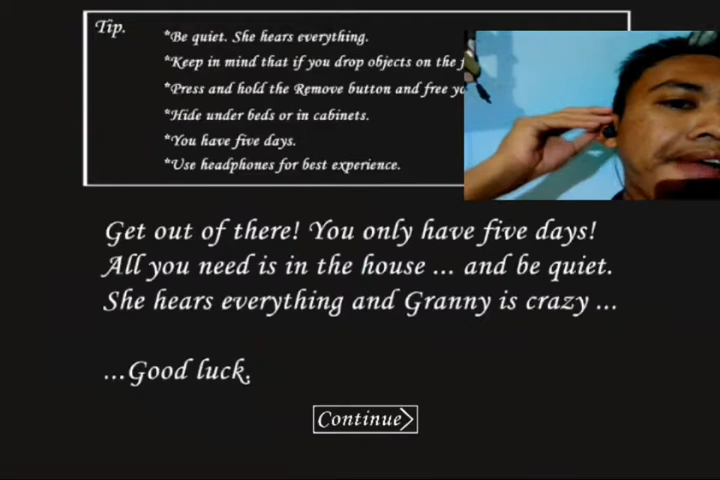 Tip.
*Be quiet. She hears everything.
*Keep in mind that if you drop objects on the
*Press and hold the Remove button and free
*Hide under beds or in cabinets.
*You have five days.
*Use headphones for best experience.
Get out of there! You only have five days!
All you need is in the house ... and be quiet.
She hears everything and Granny is crazy ...
...Good luck.
Continue>